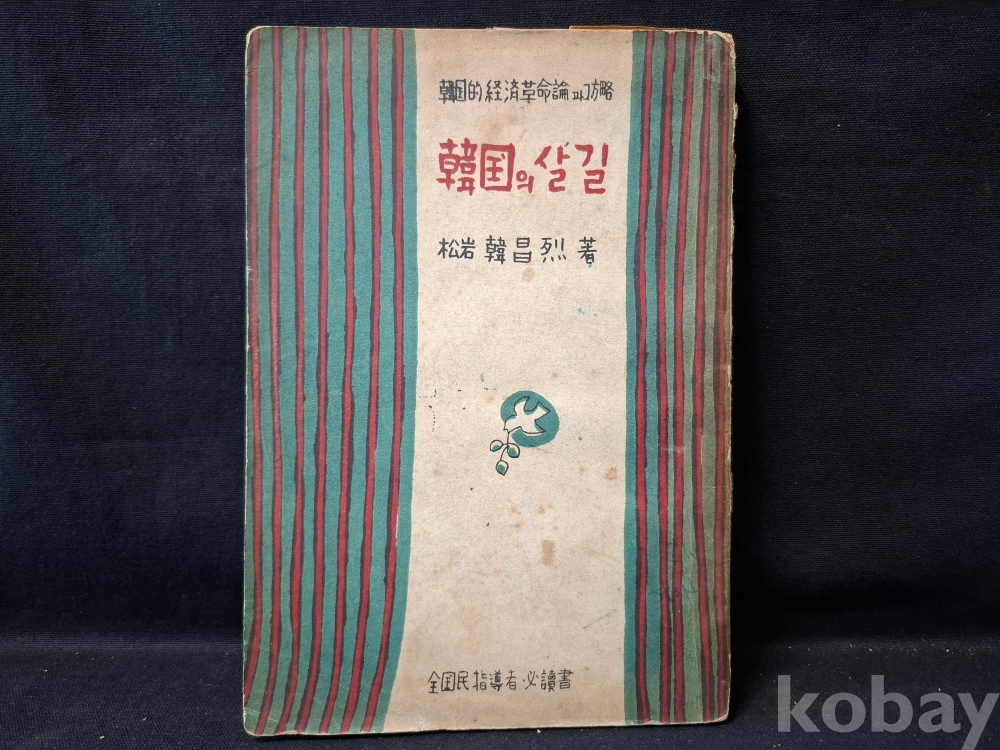 韓国的 経済革命論과 方略
韓国의 살길
松岩 韓昌烈 著
全国民指導者必讀書
kobay